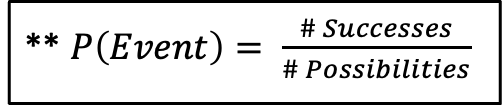 ** P(Event) = # Successes / # Possibilities